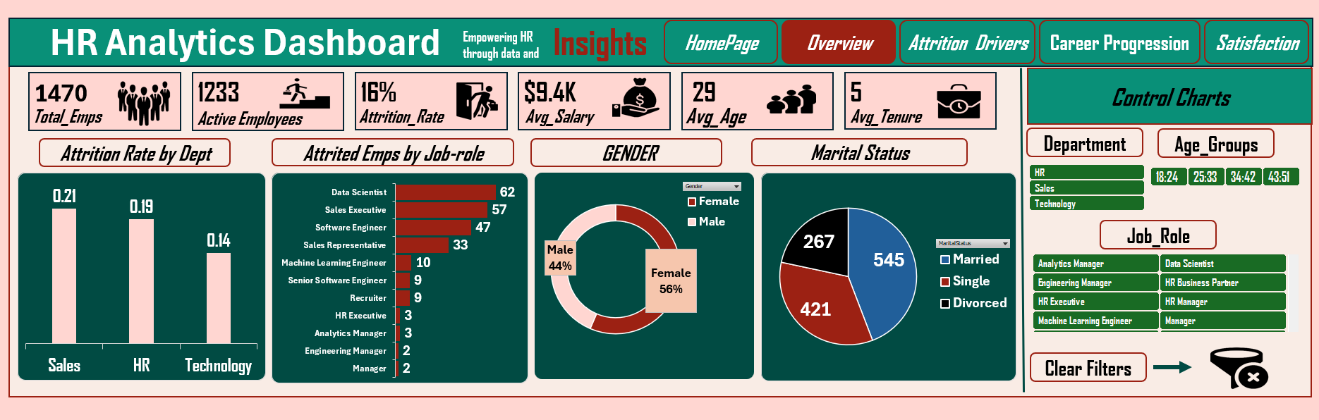 HR Analytics Dashboard
Empowering HR
through data and
Insights
HomePage
Overview
Attrition Drivers
Career Progression
Satisfaction
1470
Total_Emps
1233
Active Employees
16%
Attrition_Rate
$9.4K
Avg_Salary
29
Avg_Age
5
Avg_Tenure
Control Charts
Attrition Rate by Dept
Attrited Emps by Job-role
GENDER
Marital Status
0.21
0.19
0.14
Sales
HR
Technology
Data Scientist 62
Sales Executive 57
Software Engineer 47
Sales Representative 33
Machine Learning Engineer 10
Senior Software Engineer 9
Recruiter 9
HR Executive 3
Analytics Manager 3
Engineering Manager 2
Manager 2
Gender
Female
Male
Male
44%
Female
56%
267
545
421
MaritalStatus
Married
Single
Divorced
Department
HR
Sales
Technology
Age_Groups
18:24
25:33
34:42
43:51
Job_Role
Analytics Manager
Data Scientist
Engineering Manager
HR Business Partner
HR Executive
HR Manager
Machine Learning Engineer
Manager
Clear Filters